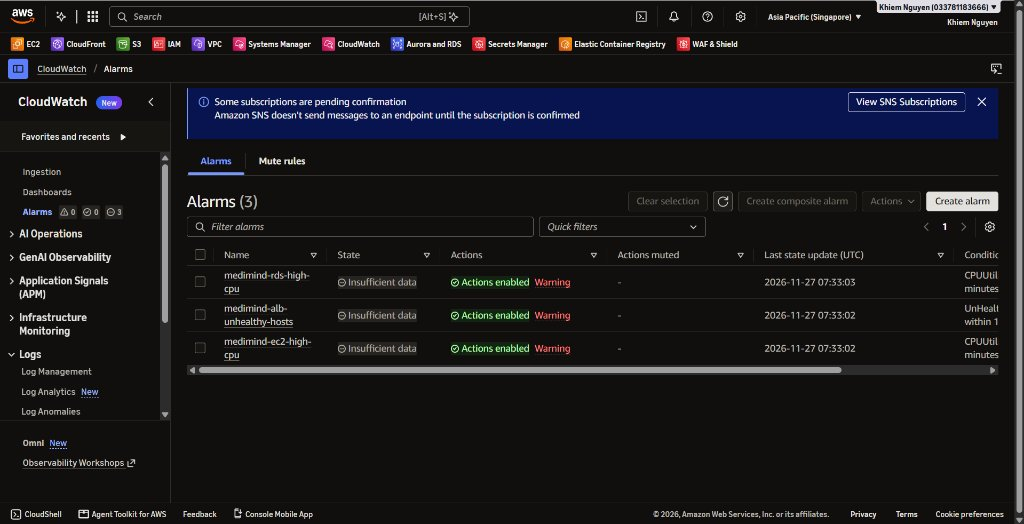 aws
Search [Alt+S]
Asia Pacific (Singapore)
Khiem Nguyen (033781183666)
Khiem Nguyen
EC2 CloudFront S3 IAM VPC Systems Manager CloudWatch Aurora and RDS Secrets Manager Elastic Container Registry WAF & Shield
CloudWatch / Alarms
CloudWatch New
Favorites and recents
Ingestion
Dashboards
Alarms 0 0 3
AI Operations
GenAI Observability
Application Signals
(APM)
Infrastructure
Monitoring
Logs
Log Management
Log Analytics New
Log Anomalies
Omni New
Observability Workshops
Some subscriptions are pending confirmation
Amazon SNS doesn't send messages to an endpoint until the subscription is confirmed
View SNS Subscriptions
Alarms Mute rules
Alarms (3)
Clear selection Create composite alarm Actions Create alarm
Filter alarms Quick filters 1
Name State Actions Actions muted Last state update (UTC) Conditic
medimind-rds-high-
cpu
Insufficient data Actions enabled Warning - 2026-11-27 07:33:03
CPUUtil
minutes
medimind-alb-
unhealthy-hosts
Insufficient data Actions enabled Warning - 2026-11-27 07:33:02
UnHealt
within 1
medimind-ec2-high-
cpu
Insufficient data Actions enabled Warning - 2026-11-27 07:33:02
CPUUtil
minutes
CloudShell Agent Toolkit for AWS Feedback Console Mobile App
© 2026, Amazon Web Services, Inc. or its affiliates. Privacy Terms Cookie preferences